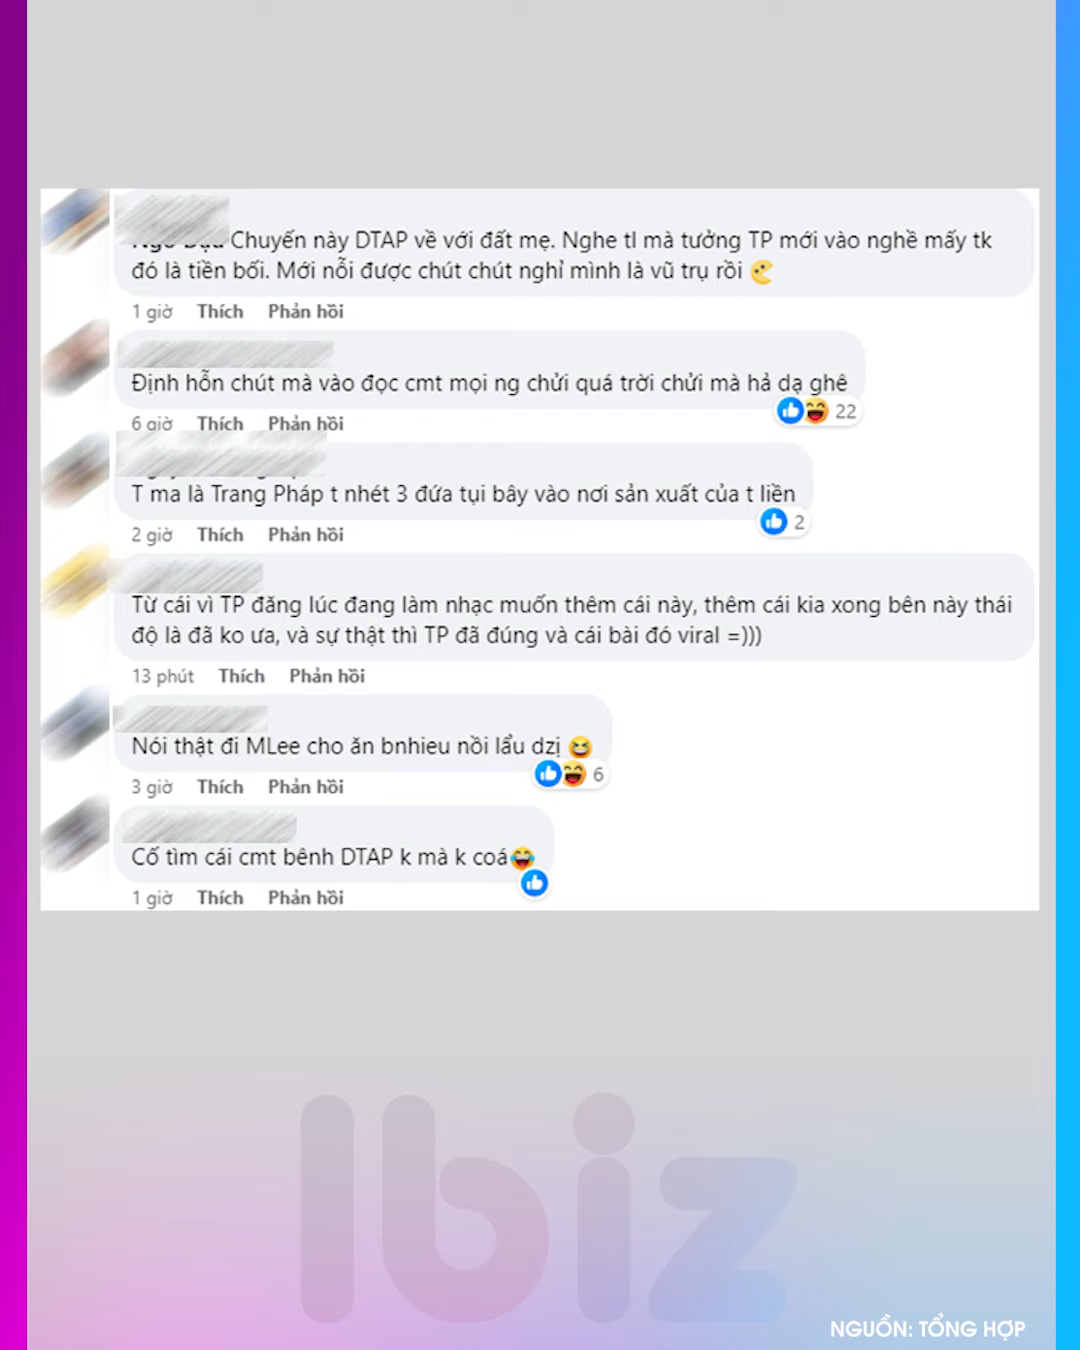 Chuyến này DTAP về với đất mẹ. Nghe tl mà tưởng TP mới vào nghề mấy tk
đó là tiền bối. Mới nỗi được chút chút nghỉ mình là vũ trụ rồi
1 giờ Thích Phản hồi
Định hỗn chút mà vào đọc cmt mọi ng chửi quá trời chửi mà hả dạ ghê
22
6 giờ Thích Phản hồi
T ma là Trang Pháp t nhét 3 đứa tụi bây vào nơi sản xuất của t liền
2
2 giờ Thích Phản hồi
Từ cái vì TP đăng lúc đang làm nhạc muốn thêm cái này, thêm cái kia xong bên này thái
độ là đã ko ưa, và sự thật thì TP đã đúng và cái bài đó viral =)))
13 phút Thích Phản hồi
Nói thật đi MLee cho ăn bnhieu nồi lẩu dzị 😆
6
3 giờ Thích Phản hồi
Cố tìm cái cmt bênh DTAP k mà k coá😂
1 giờ Thích Phản hồi
Ibiz
NGUỒN: TỔNG HỢP